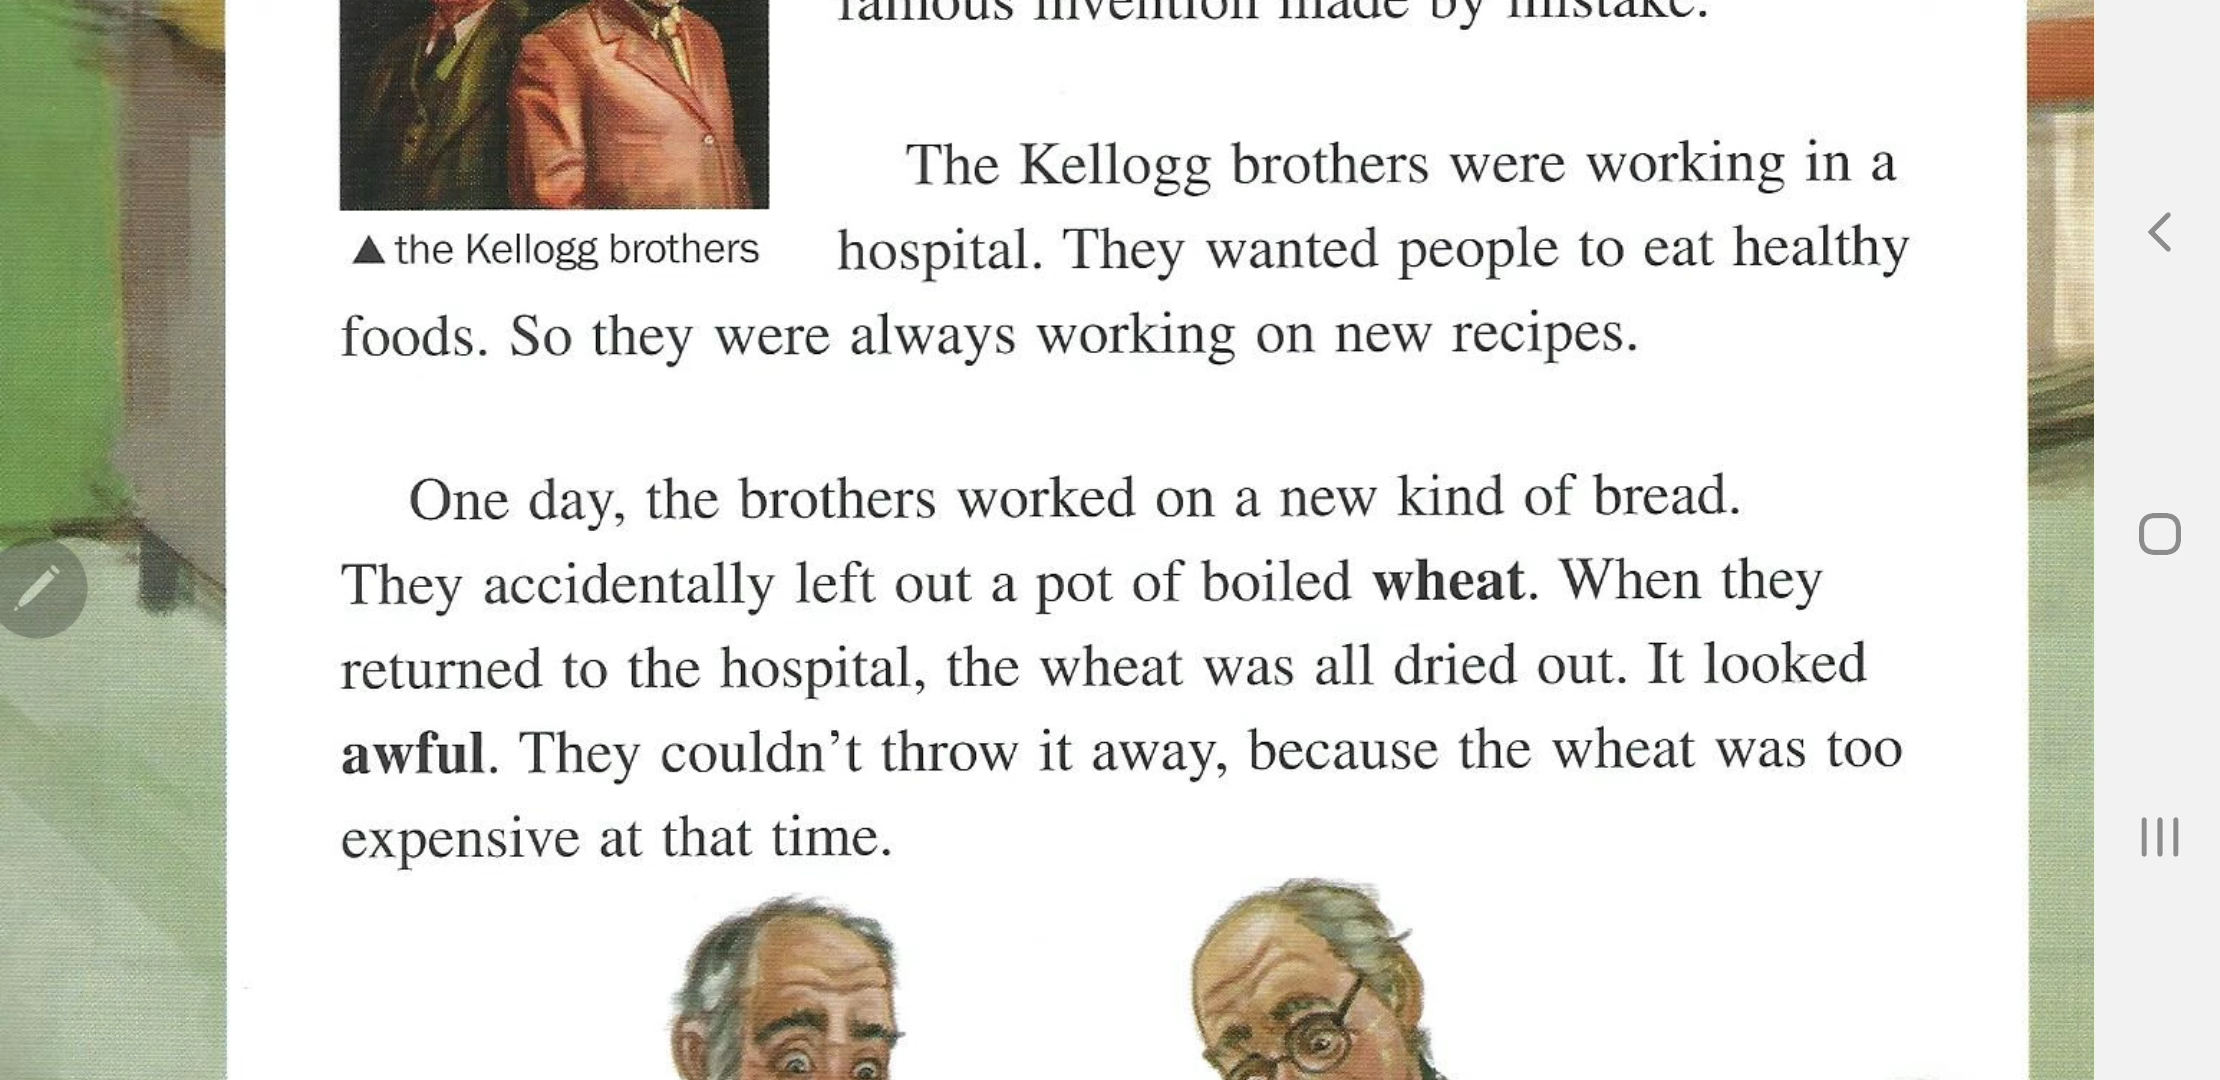 famous invention made by mistake.
The Kellogg brothers were working in a
▲ the Kellogg brothers
hospital. They wanted people to eat healthy
foods. So they were always working on new recipes.
One day, the brothers worked on a new kind of bread.
They accidentally left out a pot of boiled wheat. When they
returned to the hospital, the wheat was all dried out. It looked
awful. They couldn’t throw it away, because the wheat was too
expensive at that time.